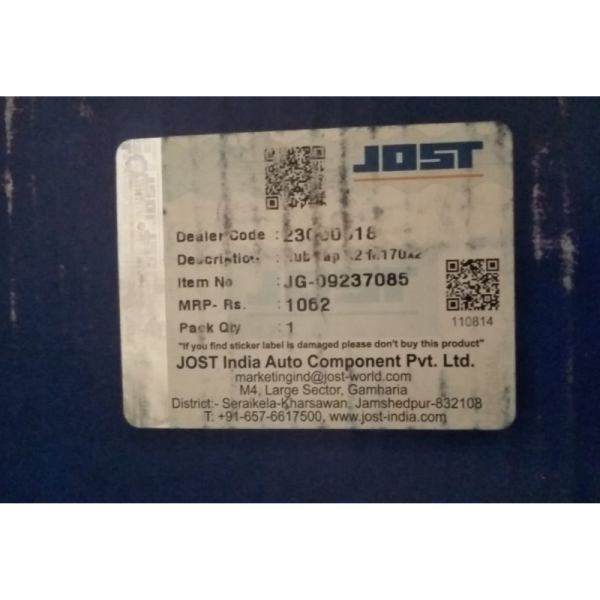 JOST
JOST
Dealer Code :
Description :
Item No : JG-09237085
MRP- Rs. : 1062
Pack Qty : 1
110814
"If you find sticker label is damaged please don't buy this product"
JOST India Auto Component Pvt. Ltd.
marketingind@jost-world.com
M4, Large Sector, Gamharia
District:- Seraikela-Kharsawan, Jamshedpur-832108
T: +91-657-6617500, www.jost-india.com